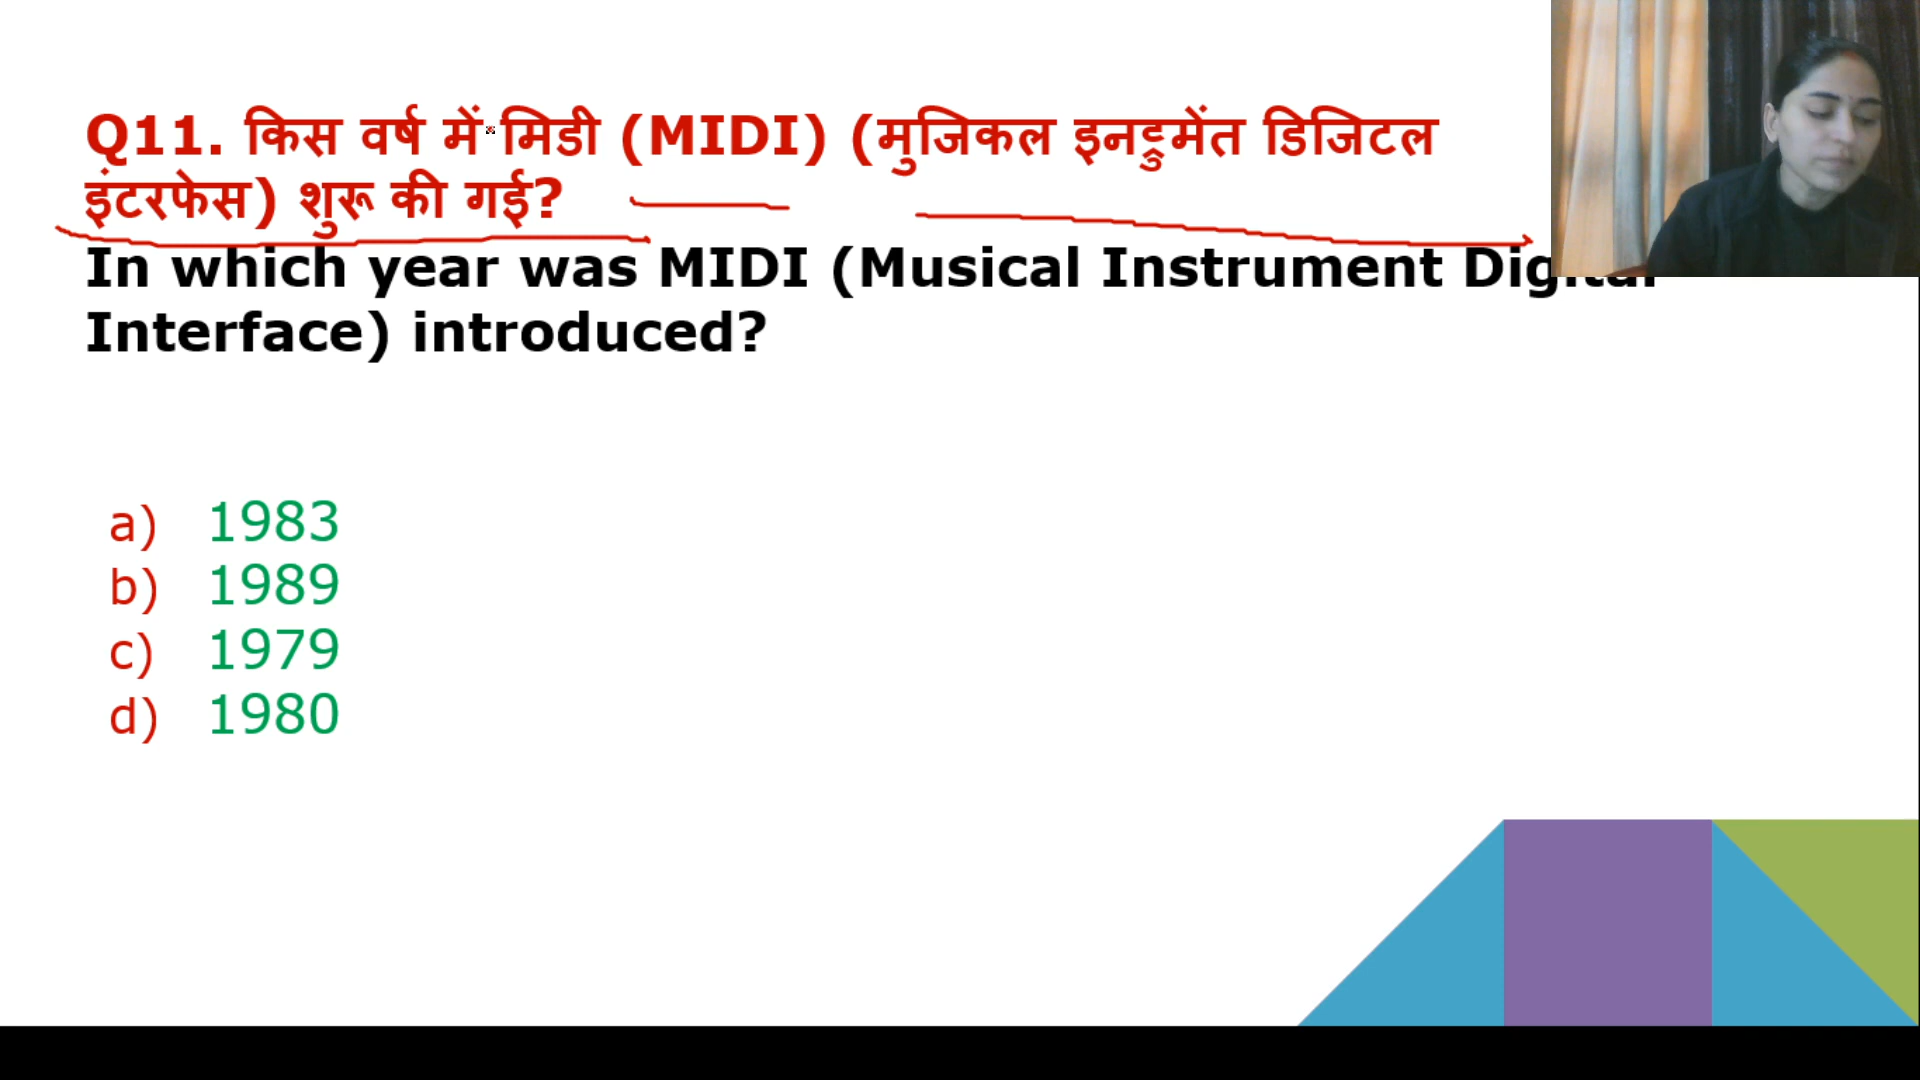 Q11. किस वर्ष में मिडी (MIDI) (मुजिकल इनट्रुमेंत डिजिटल
इंटरफेस) शुरू की गई?
In which year was MIDI (Musical Instrument Digital
Interface) introduced?
a) 1983
b) 1989
c) 1979
d) 1980